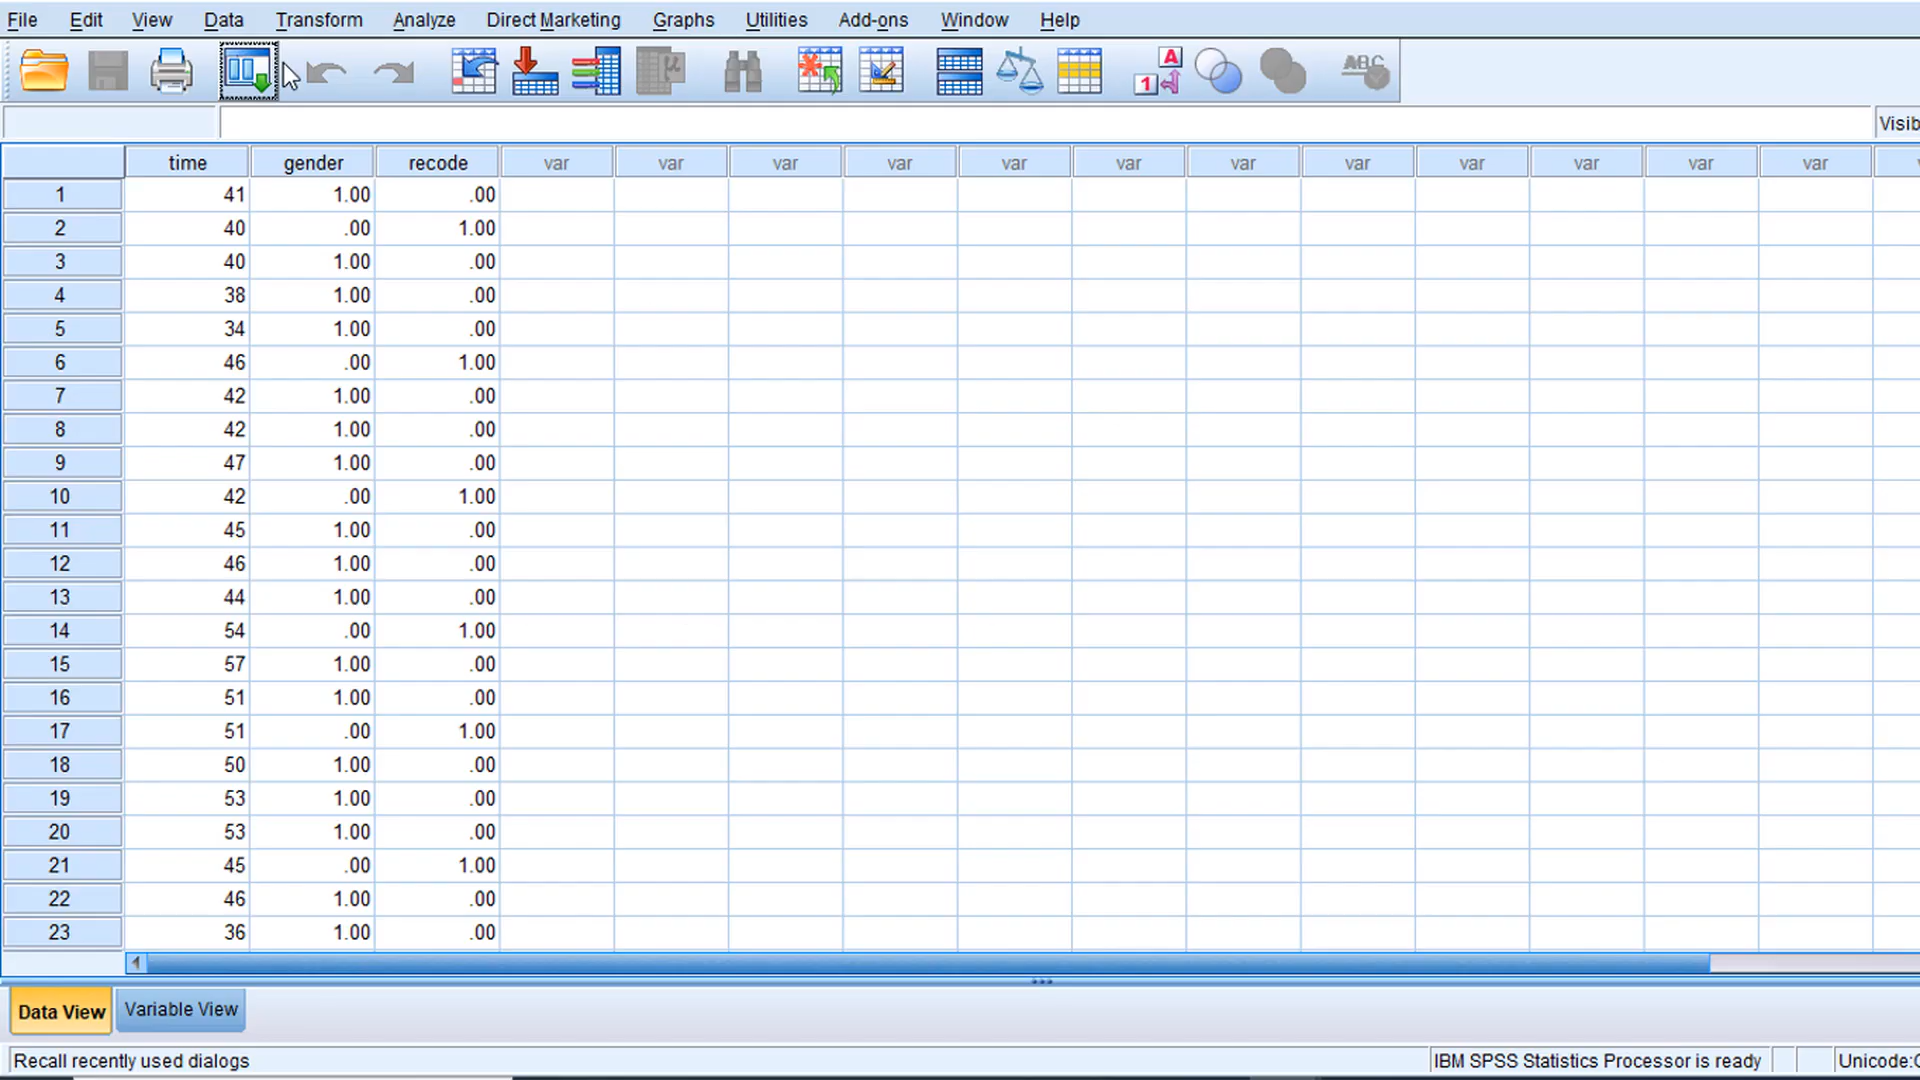 File Edit View Data Transform Analyze Direct Marketing Graphs Utilities Add-ons Window Help
A
1
ABC
Visib
time gender recode var var var var var var var var var var var var
1 41 1.00 .00
2 40 .00 1.00
3 40 1.00 .00
4 38 1.00 .00
5 34 1.00 .00
6 46 .00 1.00
7 42 1.00 .00
8 42 1.00 .00
9 47 1.00 .00
10 42 .00 1.00
11 45 1.00 .00
12 46 1.00 .00
13 44 1.00 .00
14 54 .00 1.00
15 57 1.00 .00
16 51 1.00 .00
17 51 .00 1.00
18 50 1.00 .00
19 53 1.00 .00
20 53 1.00 .00
21 45 .00 1.00
22 46 1.00 .00
23 36 1.00 .00
Data View Variable View
Recall recently used dialogs IBM SPSS Statistics Processor is ready Unicode: